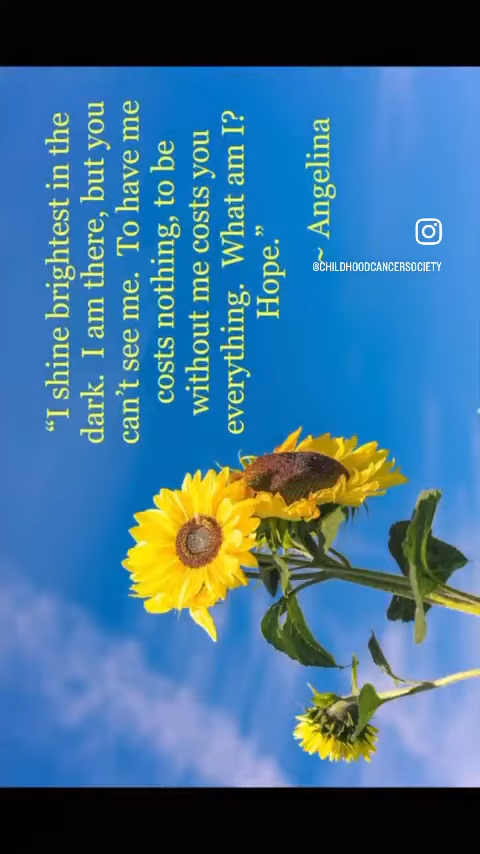 “I shine brightest in the
dark.  I am there, but you
can’t see me.  To have me
costs nothing, to be
without me costs you
everything.  What am I?
Hope.”
~ Angelina
@CHILDHOODCANCERSOCIETY